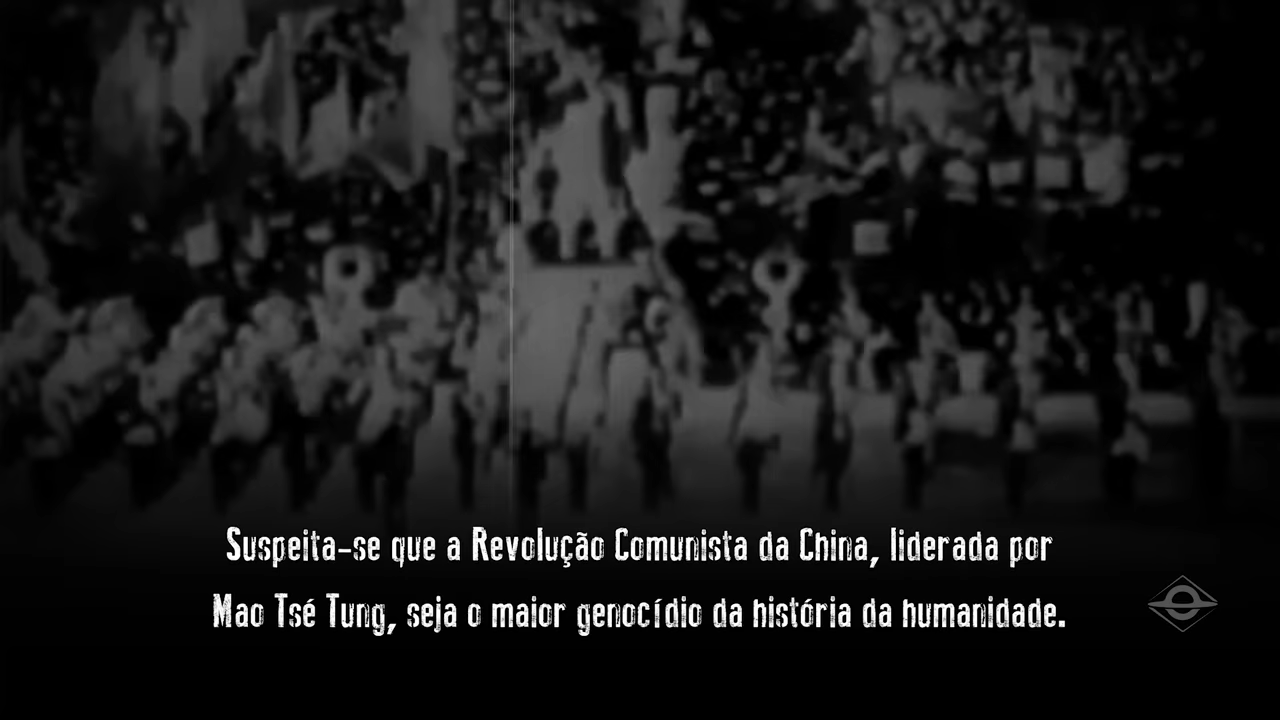 Suspeita-se que a Revolução Comunista da China, liderada por
Mao Tsé Tung, seja o maior genocídio da história da humanidade.